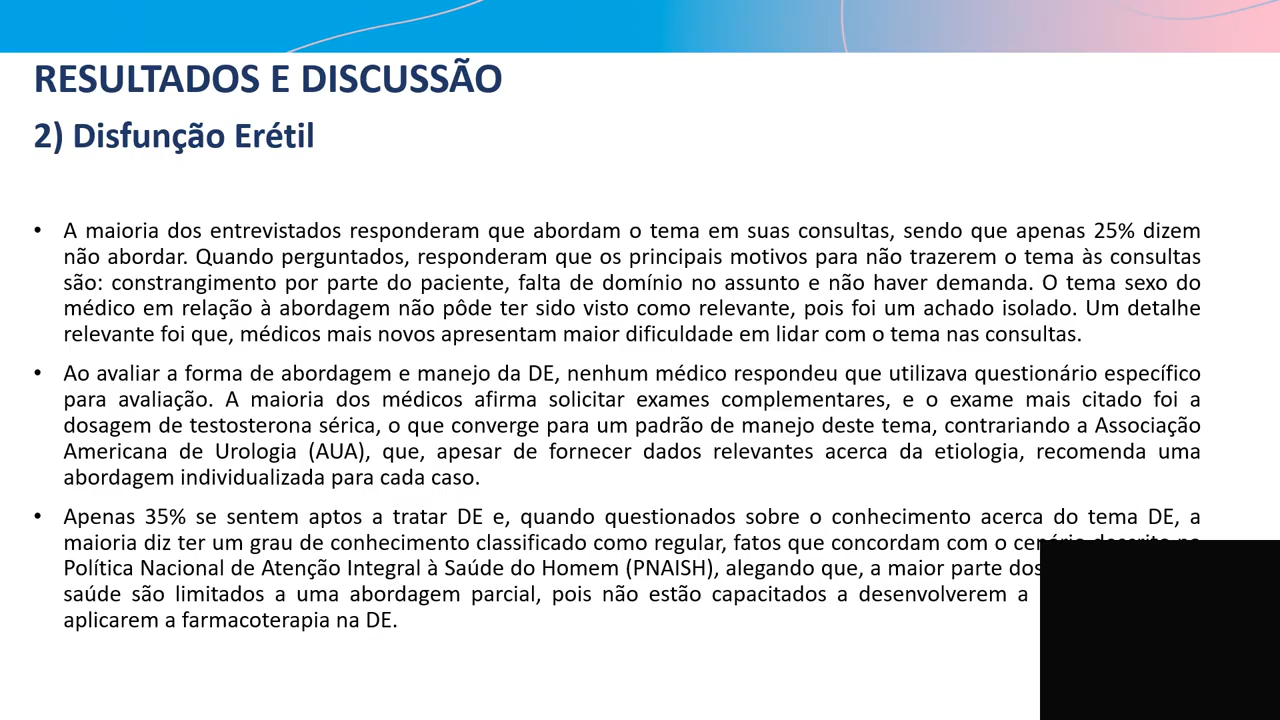 RESULTADOS E DISCUSSÃO
2) Disfunção Erétil
• A maioria dos entrevistados responderam que abordam o tema em suas consultas, sendo que apenas 25% dizem
não abordar. Quando perguntados, responderam que os principais motivos para não trazerem o tema às consultas
são: constrangimento por parte do paciente, falta de domínio no assunto e não haver demanda. O tema sexo do
médico em relação à abordagem não pôde ter sido visto como relevante, pois foi um achado isolado. Um detalhe
relevante foi que, médicos mais novos apresentam maior dificuldade em lidar com o tema nas consultas.
• Ao avaliar a forma de abordagem e manejo da DE, nenhum médico respondeu que utilizava questionário específico
para avaliação. A maioria dos médicos afirma solicitar exames complementares, e o exame mais citado foi a
dosagem de testosterona sérica, o que converge para um padrão de manejo deste tema, contrariando a Associação
Americana de Urologia (AUA), que, apesar de fornecer dados relevantes acerca da etiologia, recomenda uma
abordagem individualizada para cada caso.
• Apenas 35% se sentem aptos a tratar DE e, quando questionados sobre o conhecimento acerca do tema DE, a
maioria diz ter um grau de conhecimento classificado como regular, fatos que concordam com o
Política Nacional de Atenção Integral à Saúde do Homem (PNAISH), alegando que, a maior parte dos
saúde são limitados a uma abordagem parcial, pois não estão capacitados a desenvolverem a
aplicarem a farmacoterapia na DE.